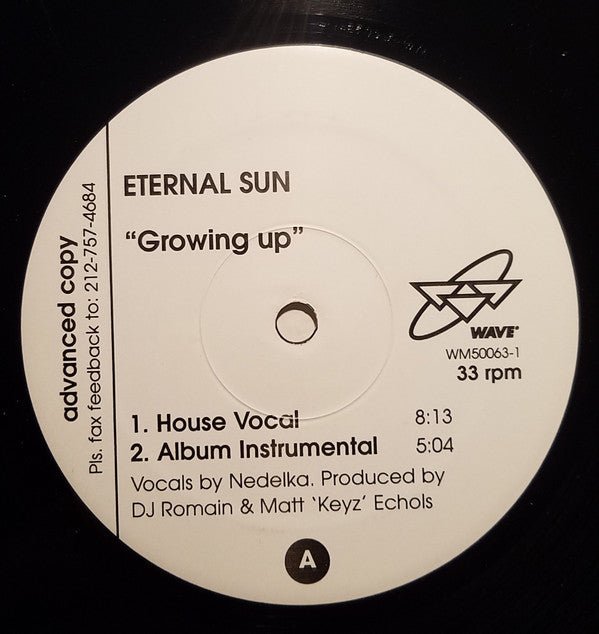 advanced copy
Pls. fax feedback to: 212-757-4684
ETERNAL SUN
“Growing up”
WAVE
WM50063-1
33 rpm
1. House Vocal 8:13
2. Album Instrumental 5:04
Vocals by Nedelka. Produced by
DJ Romain & Matt ‘Keyz’ Echols
A